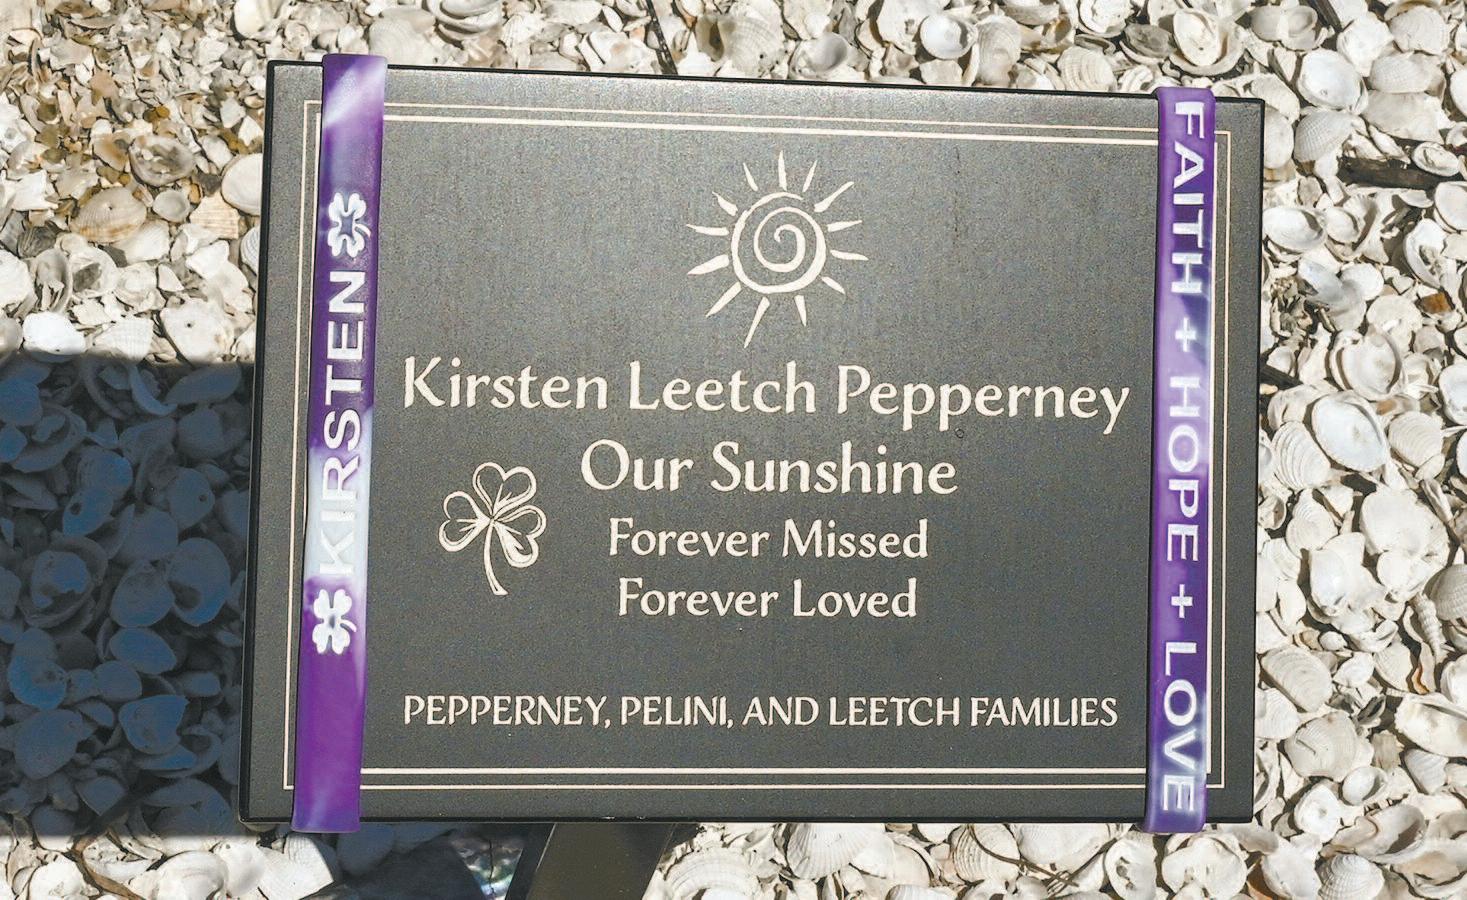 KIRSTEN
FAITH + HOPE + LOVE
Kirsten Leetch Pepperney
Our Sunshine
Forever Missed
Forever Loved
PEPPERNEY, PELINI, AND LEETCH FAMILIES